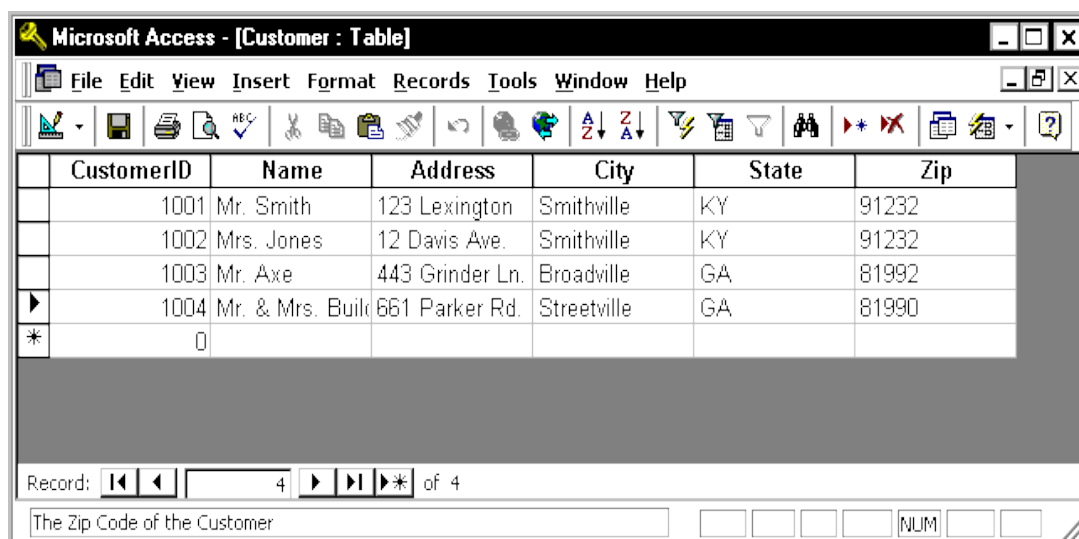 Microsoft Access - [Customer : Table]
File Edit View Insert Format Records Tools Window Help
ABC A Z Z A ?
CustomerID Name Address City State Zip
1001 Mr. Smith 123 Lexington Smithville KY 91232
1002 Mrs. Jones 12 Davis Ave. Smithville KY 91232
1003 Mr. Axe 443 Grinder Ln. Broadville GA 81992
1004 Mr. & Mrs. 661 Parker Rd. Streetville GA 81990
0
Record: 4 of 4
The Zip Code of the Customer NUM